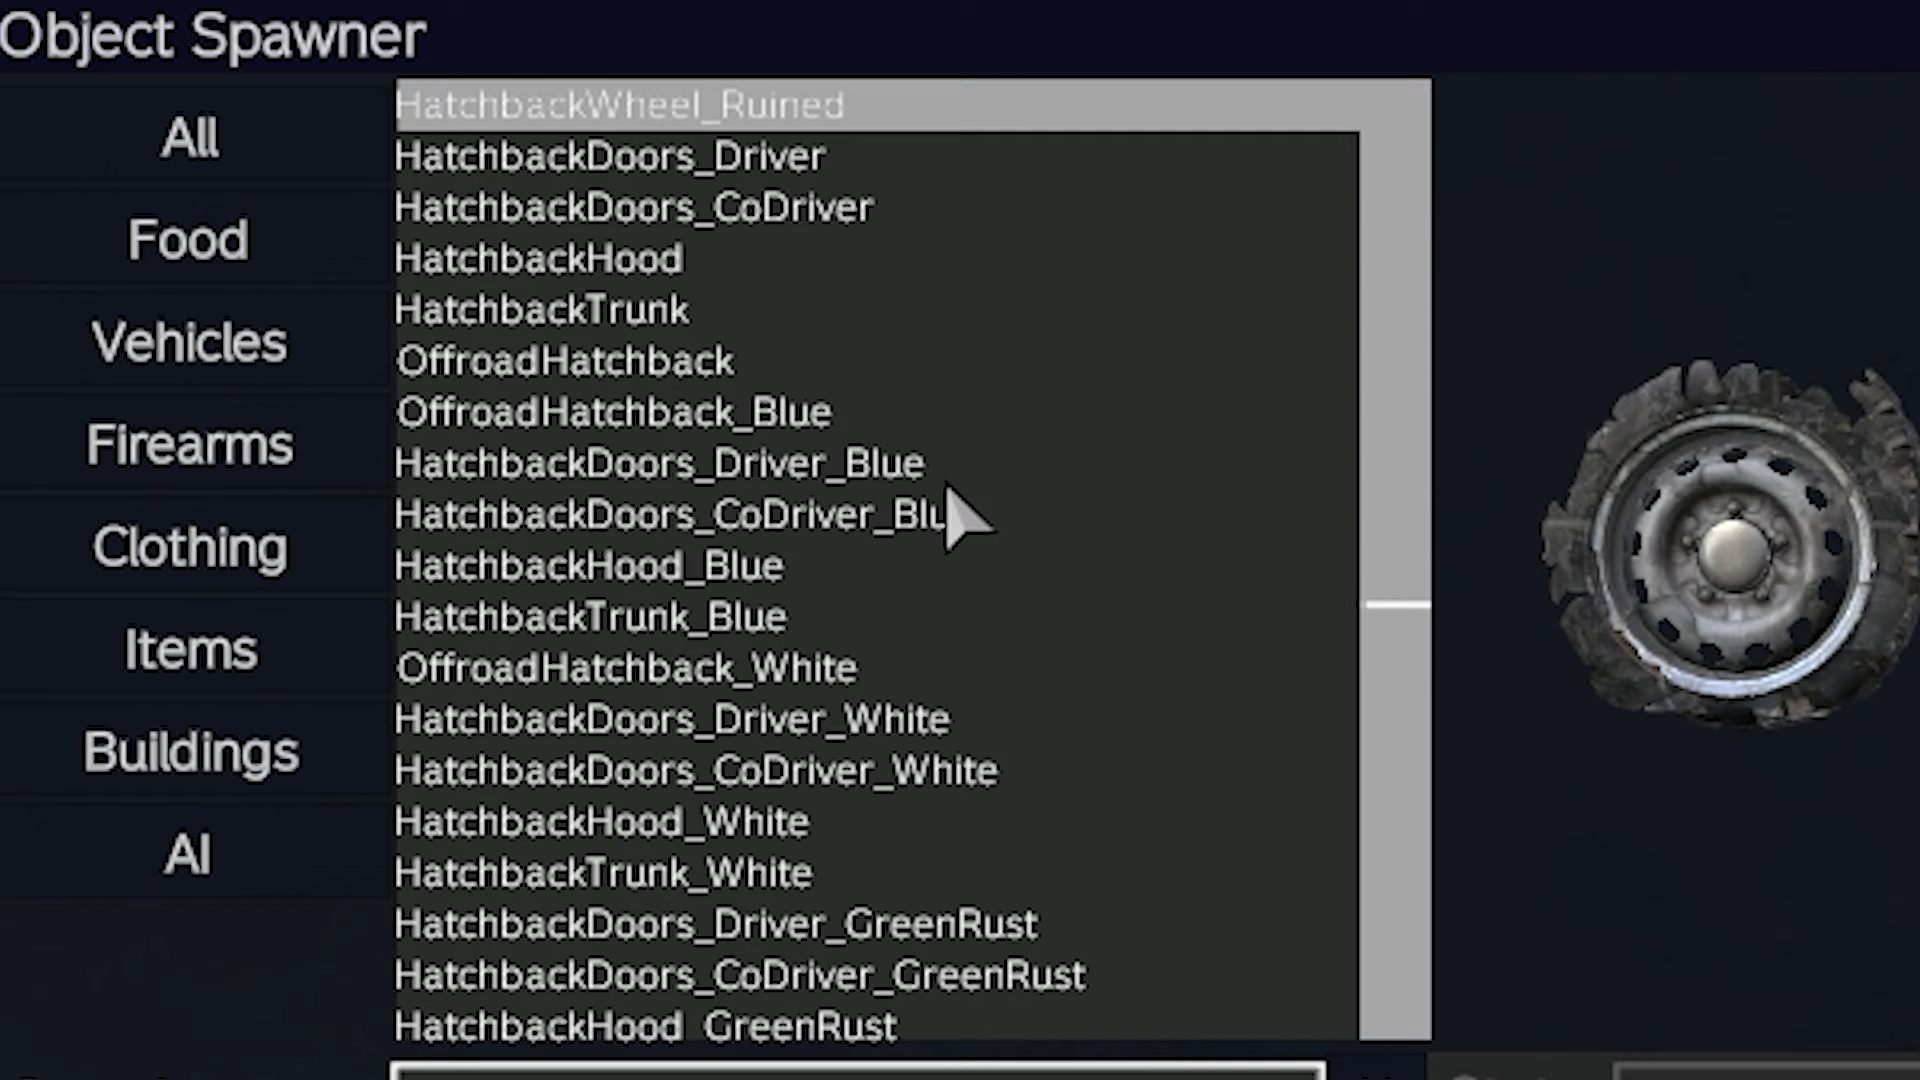 Object Spawner
All
Food
Vehicles
Firearms
Clothing
Items
Buildings
AI
HatchbackWheel_Ruined
HatchbackDoors_Driver
HatchbackDoors_CoDriver
HatchbackHood
HatchbackTrunk
OffroadHatchback
OffroadHatchback_Blue
HatchbackDoors_Driver_Blue
HatchbackDoors_CoDriver_Blu
HatchbackHood_Blue
HatchbackTrunk_Blue
OffroadHatchback_White
HatchbackDoors_Driver_White
HatchbackDoors_CoDriver_White
HatchbackHood_White
HatchbackTrunk_White
HatchbackDoors_Driver_GreenRust
HatchbackDoors_CoDriver_GreenRust
HatchbackHood_GreenRust